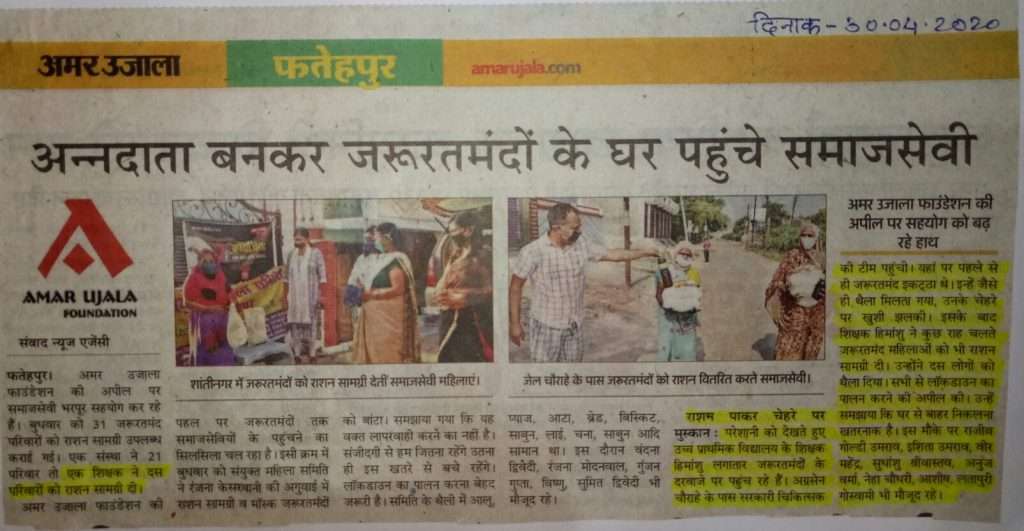 दिनाक - 30.04.2020
अमर उजाला
फतेहपुर
amarujala.com
अन्नदाता बनकर जरूरतमंदों के घर पहुंचे समाजसेवी
AMAR UJALA
FOUNDATION
संवाद न्यूज एजेंसी
फतेहपुर। अमर उजाला
फाउंडेशन की अपील पर
समाजसेवी भरपूर सहयोग कर रहे
हैं। बुधवार को 31 जरूरतमंद
परिवारों को राशन सामग्री उपलब्ध
कराई गई। एक संस्था ने 21
परिवार तो एक शिक्षक ने दस
परिवारों को राशन सामग्री दी।
अमर उजाला फाउंडेशन की
शांतीनगर में जरूरतमंदों को राशन सामग्री देतीं समाजसेवी महिलाएं।
पहल पर जरूरतमंदों तक
समाजसेवियों के पहुंचने का
सिलसिला चल रहा है। इसी क्रम में
बुधवार को संयुक्त महिला समिति
ने रंजना केसरवानी की अगुवाई में
राशन सामग्री व मॉस्क जरूरतमंदों
को बांटा। समझाया गया कि यह
वक्त लापरवाही करने का नहीं है।
संजीदगी से हम जितना रहेंगे उतना
ही इस खतरे से बचे रहेंगे।
लॉकडाउन का पालन करना बेहद
जरूरी है। समिति के थैली में आलू,
जेल चौराहे के पास जरूरतमंदों को राशन वितरित करते समाजसेवी।
प्याज, आटा, ब्रेड, बिस्किट,
साबुन, लाई, चना, साबुन आदि
सामान था। इस दौरान वंदना
द्विवेदी, रंजना मोदनवाल, गुंजन
गुप्ता, विष्णु, सुमित द्विवेदी भी
मौजूद रहे।
राशम पाकर चेहरे पर
मुस्कान : परेशानी को देखते हुए
उच्च प्राथमिक विद्यालय के शिक्षक
हिमांशु लगातार जरूरतमंदों के
दरवाजे पर पहुंच रहे हैं। अग्रसेन
चौराहे के पास सरकारी चिकित्सक
अमर उजाला फाउंडेशन की
अपील पर सहयोग को बढ़
रहे हाथ
की टीम पहुंची। यहां पर पहले से
ही जरूरतमंद इकट्ठा थे। इन्हें जैसे
ही थैला मिलता गया, उनके चेहरे
पर खुशी झलकी। इसके बाद
शिक्षक हिमांशु ने कुछ राह चलते
जरूरतमंद महिलाओं को भी राशन
सामग्री दी। उन्होंने दस लोगों को
थैला दिया। सभी से लॉकडाउन का
पालन करने की अपील की। उन्हें
समझाया कि घर से बाहर निकलना
खतरनाक है। इस मौके पर राजीव
गोल्डी उमराव, इशिता उमराव, वीर
महेंद्र, सुधांशु श्रीवास्तव, अनुज
वर्मा, नेहा चौधरी, आशीष, लतापुरी
गोस्वामी भी मौजूद रहे।